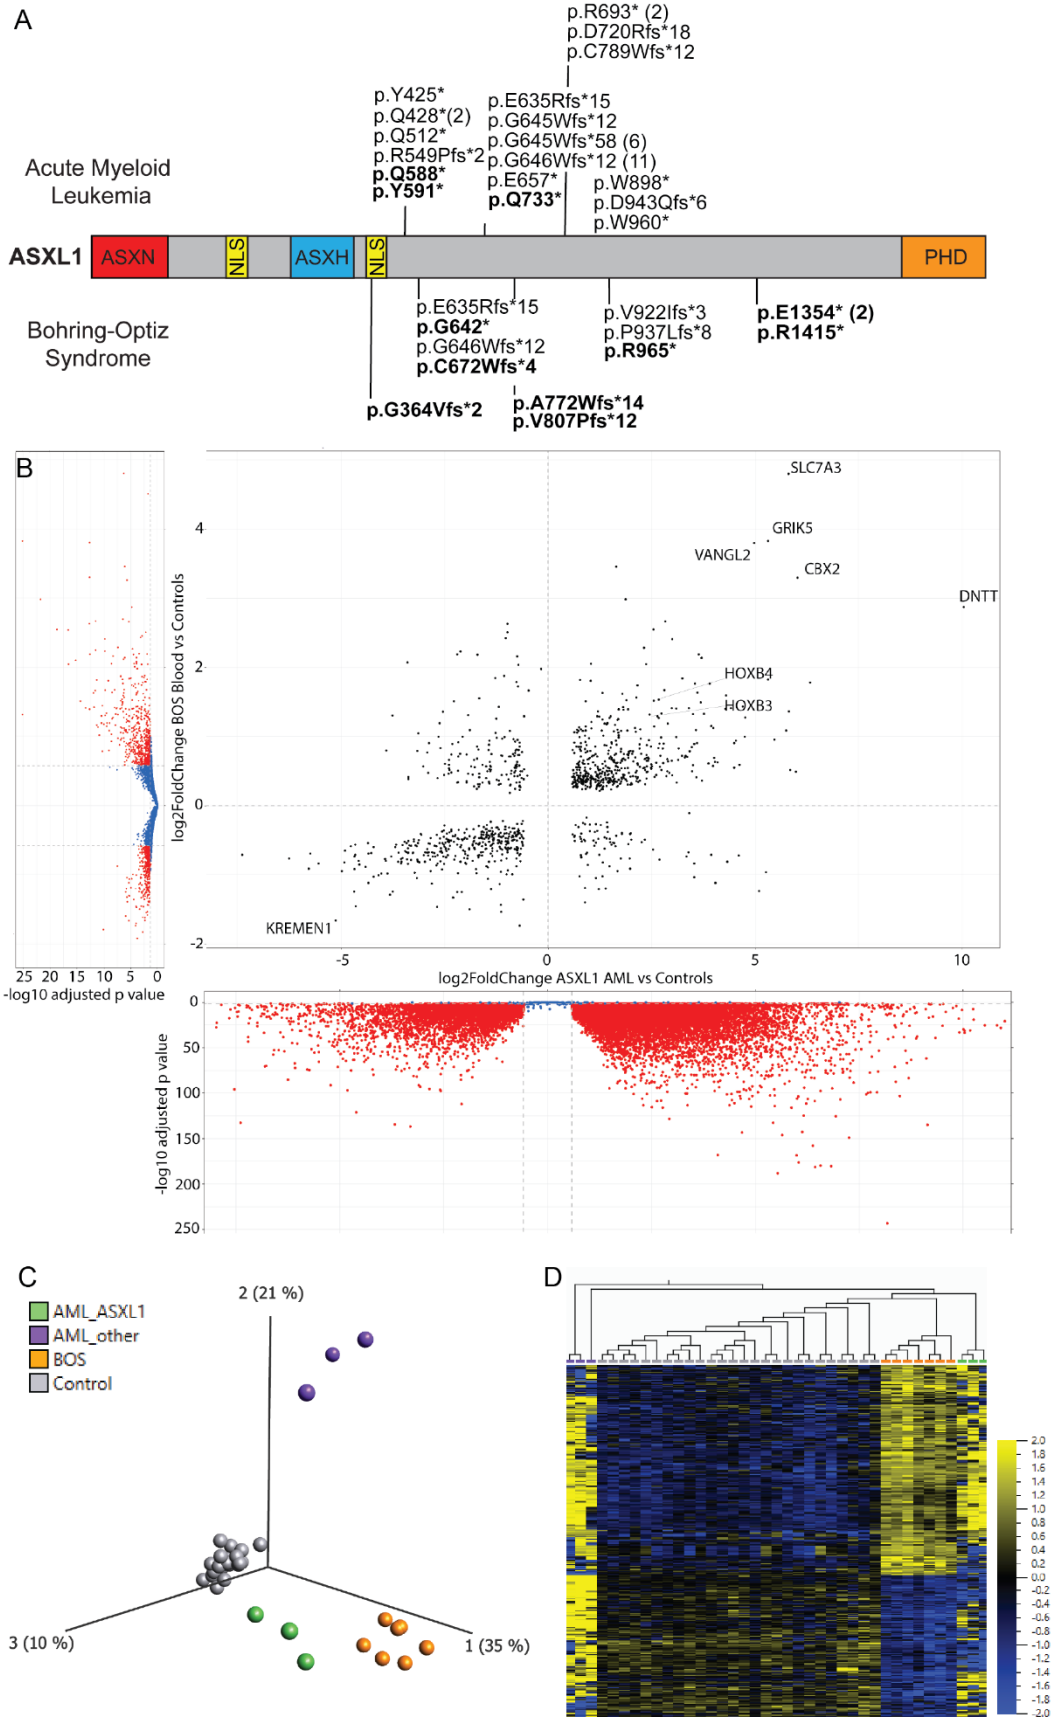 A
p.R693* (2)
p.D720Rfs*18
p.C789Wfs*12
p.Y425*
p.Q428*(2)
p.Q512*
p.R549Pfs*2
p.Q588*
p.Y591*
p.E635Rfs*15
p.G645Wfs*12
p.G645Wfs*58 (6)
p.G646Wfs*12 (11)
p.E657*
p.Q733*
p.W898*
p.D943Qfs*6
p.W960*
Acute Myeloid
Leukemia
ASXL1
ASXN
NLS
ASXH
NLS
PHD
Bohring-Optiz
Syndrome
p.E635Rfs*15
p.G642*
p.G646Wfs*12
p.C672Wfs*4
p.G364Vfs*2
p.A772Wfs*14
p.V807Pfs*12
p.V922Ifs*3
p.P937Lfs*8
p.R965*
p.E1354* (2)
p.R1415*
B
25 20 15 10 5 0
-log10 adjusted p value
log2FoldChange BOS Blood vs Controls
4
2
0
-2
SLC7A3
GRIK5
VANGL2
CBX2
DNTT
HOXB4
HOXB3
KREMEN1
-5 0 5 10
log2FoldChange ASXL1 AML vs Controls
-log10 adjusted p value
0
50
100
150
200
250
C
AML_ASXL1
AML_other
BOS
Control
2 (21 %)
3 (10 %)
1 (35 %)
D
2.0
1.8
1.6
1.4
1.2
1.0
0.8
0.6
0.4
0.2
0.0
-0.2
-0.4
-0.6
-0.8
-1.0
-1.2
-1.4
-1.6
-1.8
-2.0